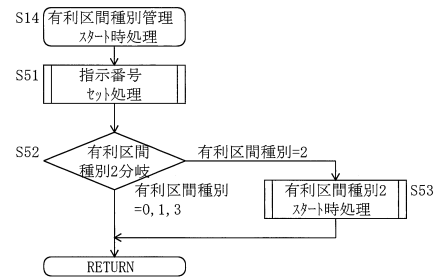 S14
有利区間種別管理
スタート時処理
S51
指示番号
セット処理
S52
有利区間
種別2分岐
有利区間種別=2
有利区間種別
=0,1,3
有利区間種別2
スタート時処理
S53
RETURN